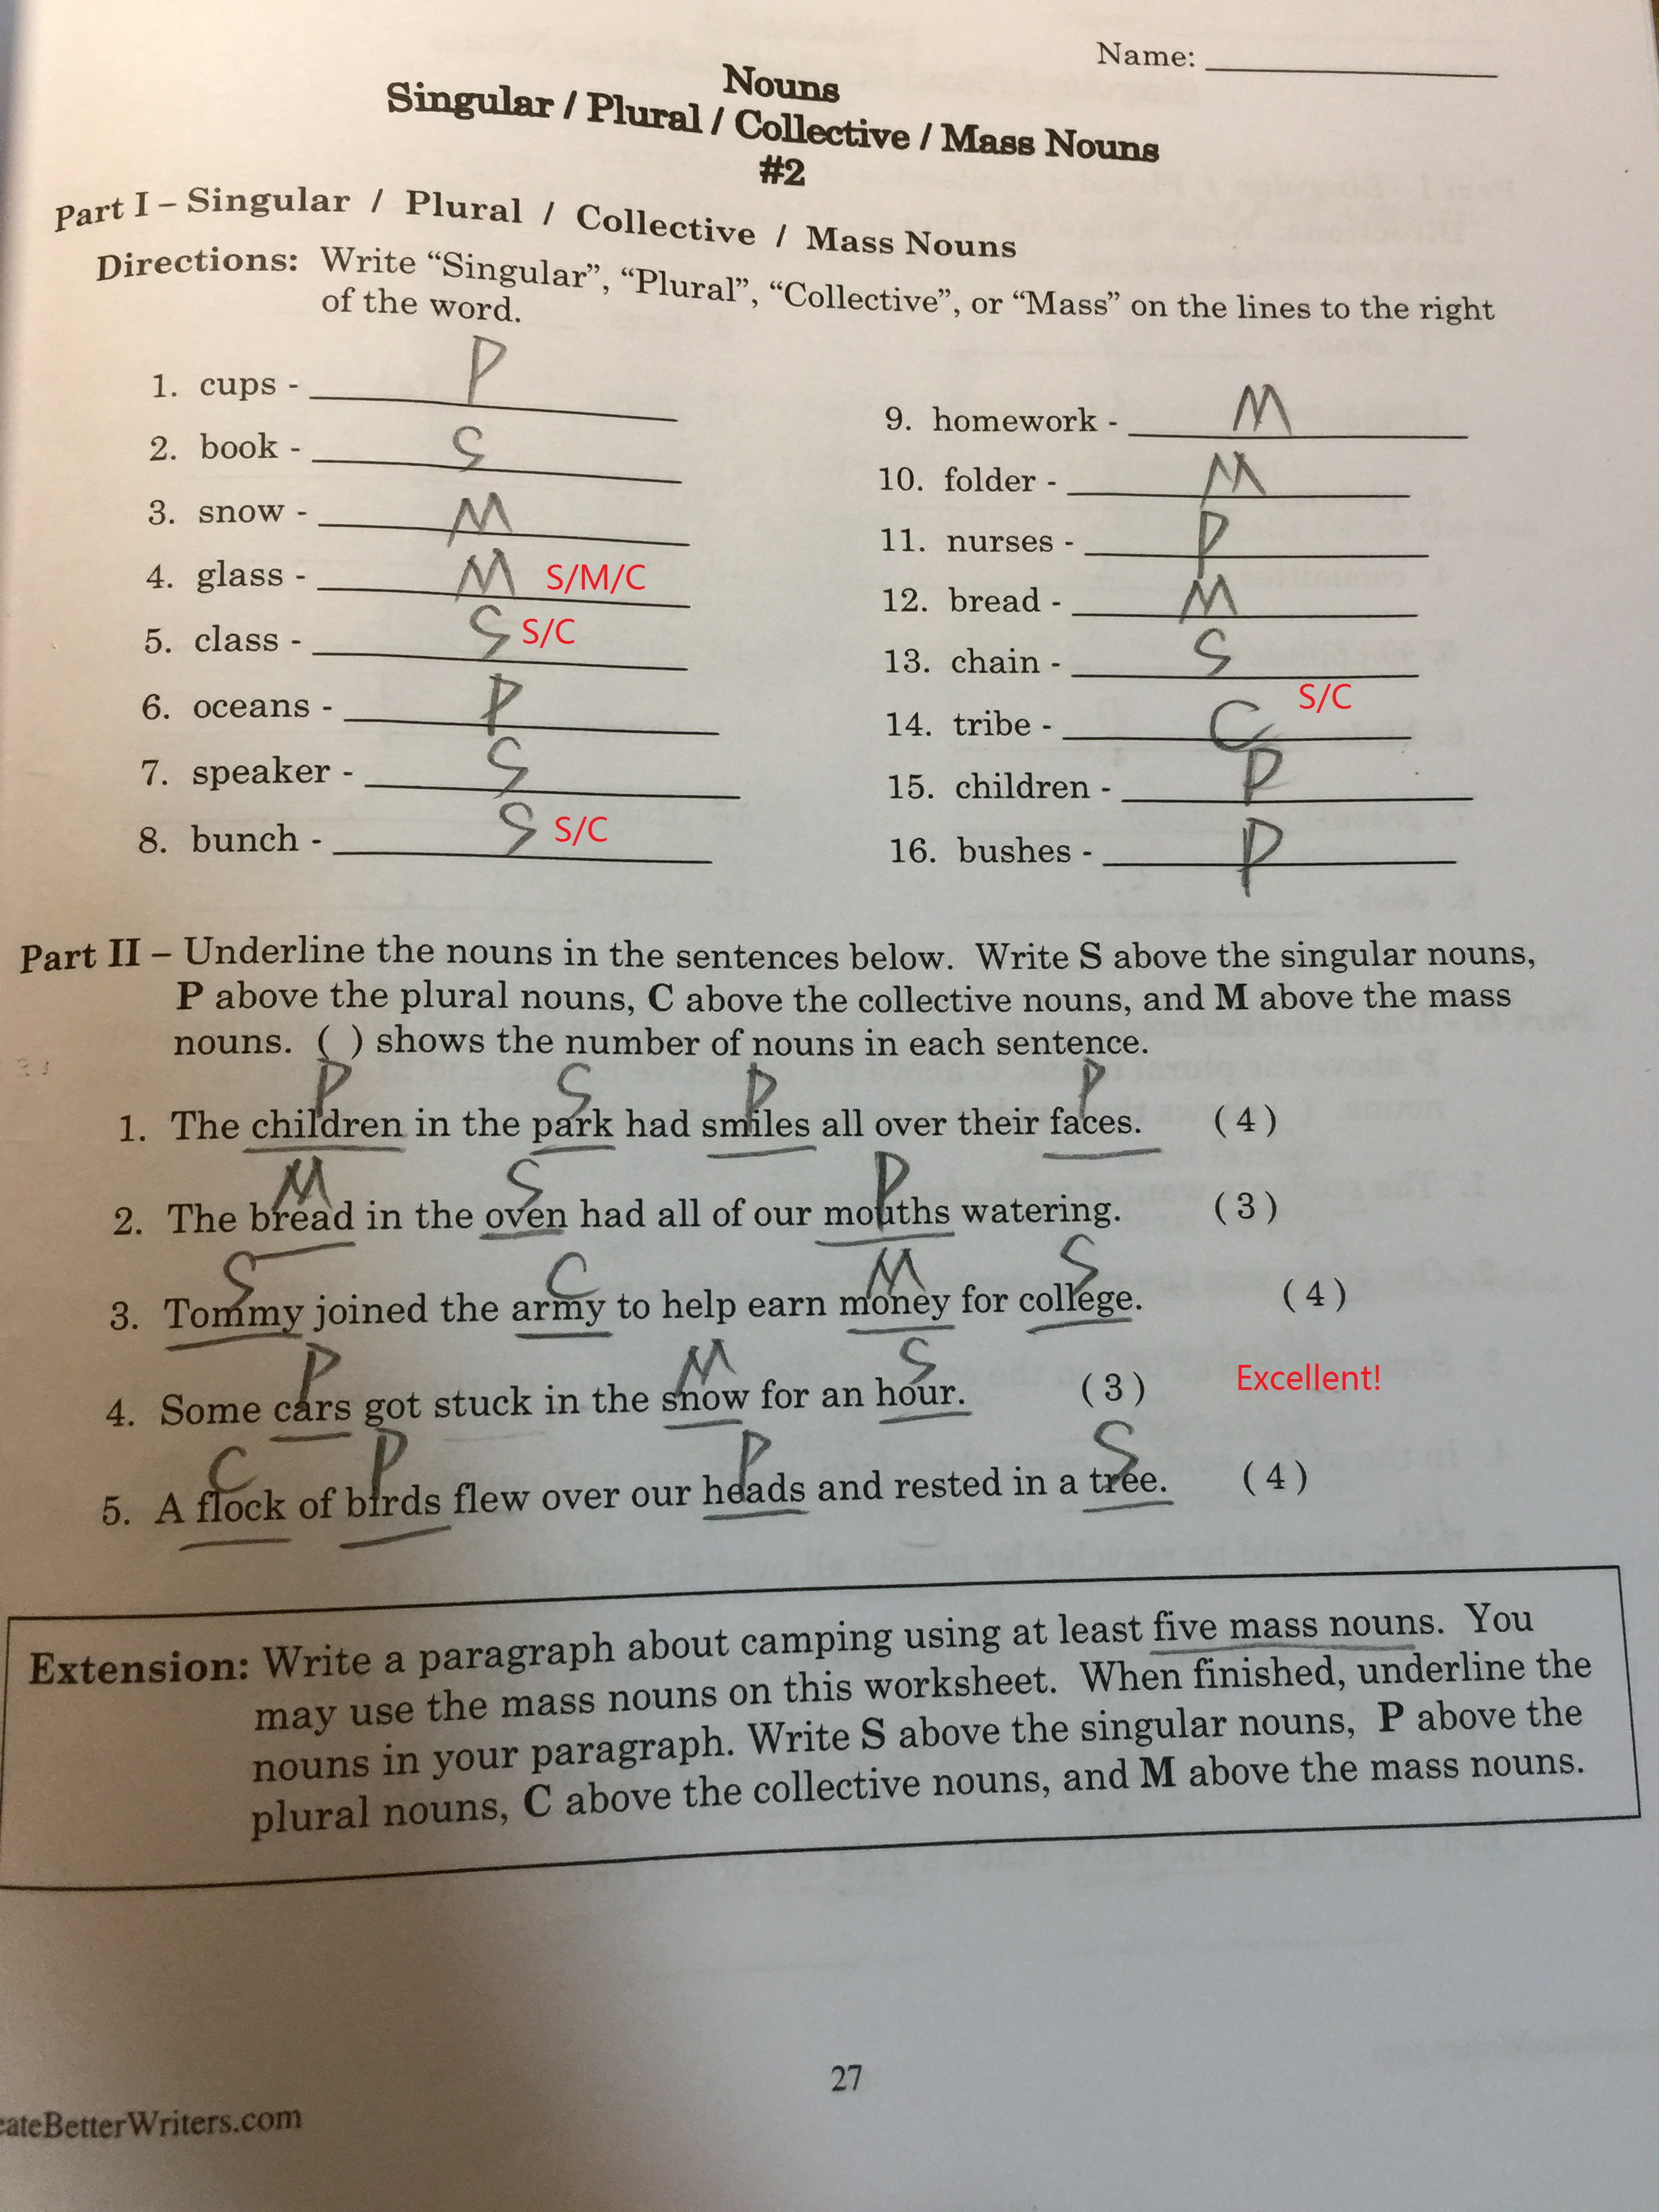 Name: ____________
Nouns
Singular / Plural / Collective / Mass Nouns
#2
Part I – Singular / Plural / Collective / Mass Nouns
Directions: Write “Singular”, “Plural”, “Collective”, or “Mass” on the lines to the right
of the word.
1. cups - P
2. book - S
3. snow - M
4. glass - M S/M/C
5. class - S S/C
6. oceans - P
7. speaker - S
8. bunch - S S/C
9. homework - M
10. folder - M
11. nurses - P
12. bread - M
13. chain - S
14. tribe - C S/C
15. children - P
16. bushes - P
Part II – Underline the nouns in the sentences below. Write S above the singular nouns,
P above the plural nouns, C above the collective nouns, and M above the mass
nouns. ( ) shows the number of nouns in each sentence.
P S P P
1. The children in the park had smiles all over their faces. (4)
M S P
2. The bread in the oven had all of our mouths watering. (3)
S C M S
3. Tommy joined the army to help earn money for college. (4)
P M S
4. Some cars got stuck in the snow for an hour. (3) Excellent!
C P P S
5. A flock of birds flew over our heads and rested in a tree. (4)
Extension: Write a paragraph about camping using at least five mass nouns. You
may use the mass nouns on this worksheet. When finished, underline the
nouns in your paragraph. Write S above the singular nouns, P above the
plural nouns, C above the collective nouns, and M above the mass nouns.
27
eateBetterWriters.com